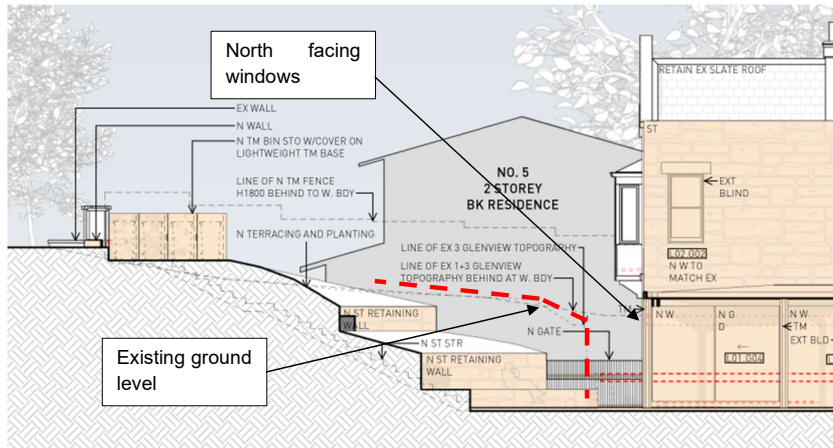 North facing
windows
RETAIN EX SLATE ROOF
ST
EX WALL
N WALL
N TM BIN STO W/COVER ON
LIGHTWEIGHT TM BASE
LINE OF N TM FENCE
H1800 BEHIND TO W. BDY
N TERRACING AND PLANTING
NO. 5
2 STOREY
BK RESIDENCE
EXT
BLIND
LINE OF EX 3 GLENVIEW TOPOGRAPHY
LINE OF EX 1+3 GLENVIEW
TOPOGRAPHY BEHIND AT W. BDY
L02 G02
N W TO
MATCH EX
TM
N ST RETAINING
WALL
N GATE
N W
N G
D
N W
TM
EXT BLD
L01 G04
N ST STR
N ST RETAINING
WALL
Existing ground
level